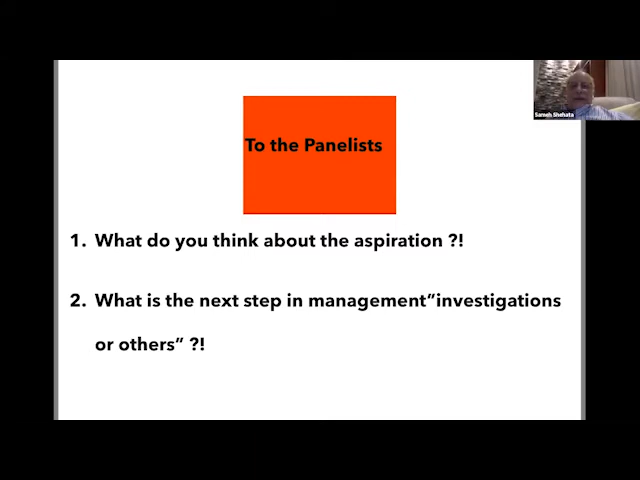 To the Panelists
Sameh Shehata
1. What do you think about the aspiration ?!
2. What is the next step in management”investigations
or others” ?!